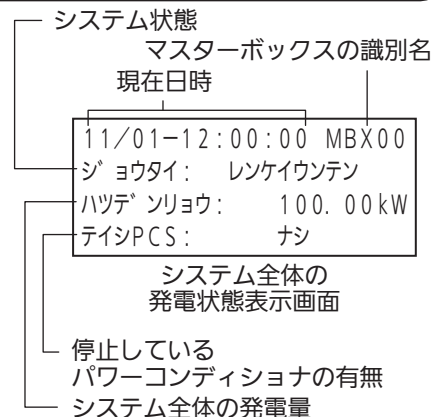 システム状態
マスターボックスの識別名
現在日時
11/01−12:00:00 MBX00
ジョウタイ: レンケイウンテン
ハツデンリョウ: 100.00kW
テイシPCS: ナシ
システム全体の
発電状態表示画面
停止している
パワーコンディショナの有無
システム全体の発電量